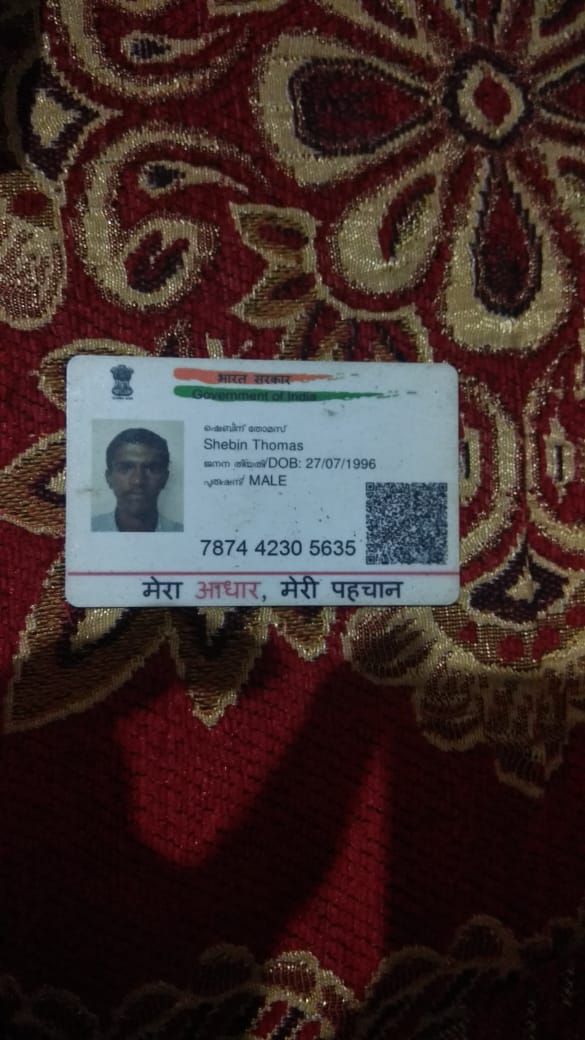 भारत सरकार
Government of India
ഷെബിന് തോമസ്
Shebin Thomas
ജനന തിയതി/DOB: 27/07/1996
പുരുഷന്/ MALE
7874 4230 5635
मेरा आधार, मेरी पहचान